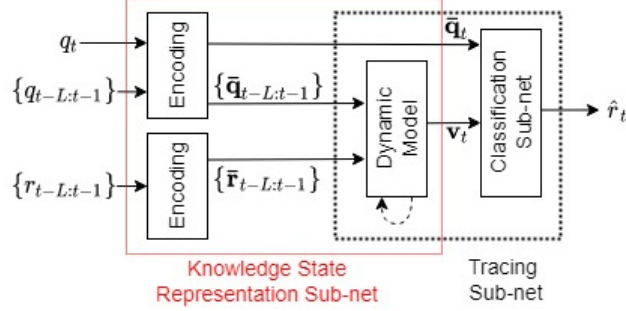 q_t
{q_{t-L:t-1}}
{r_{t-L:t-1}}
Encoding
Encoding
{q̄_{t-L:t-1}}
{r̄_{t-L:t-1}}
Dynamic
Model
q̄_t
v_t
Classification
Sub-net
r̂_t
Knowledge State
Representation Sub-net
Tracing
Sub-net